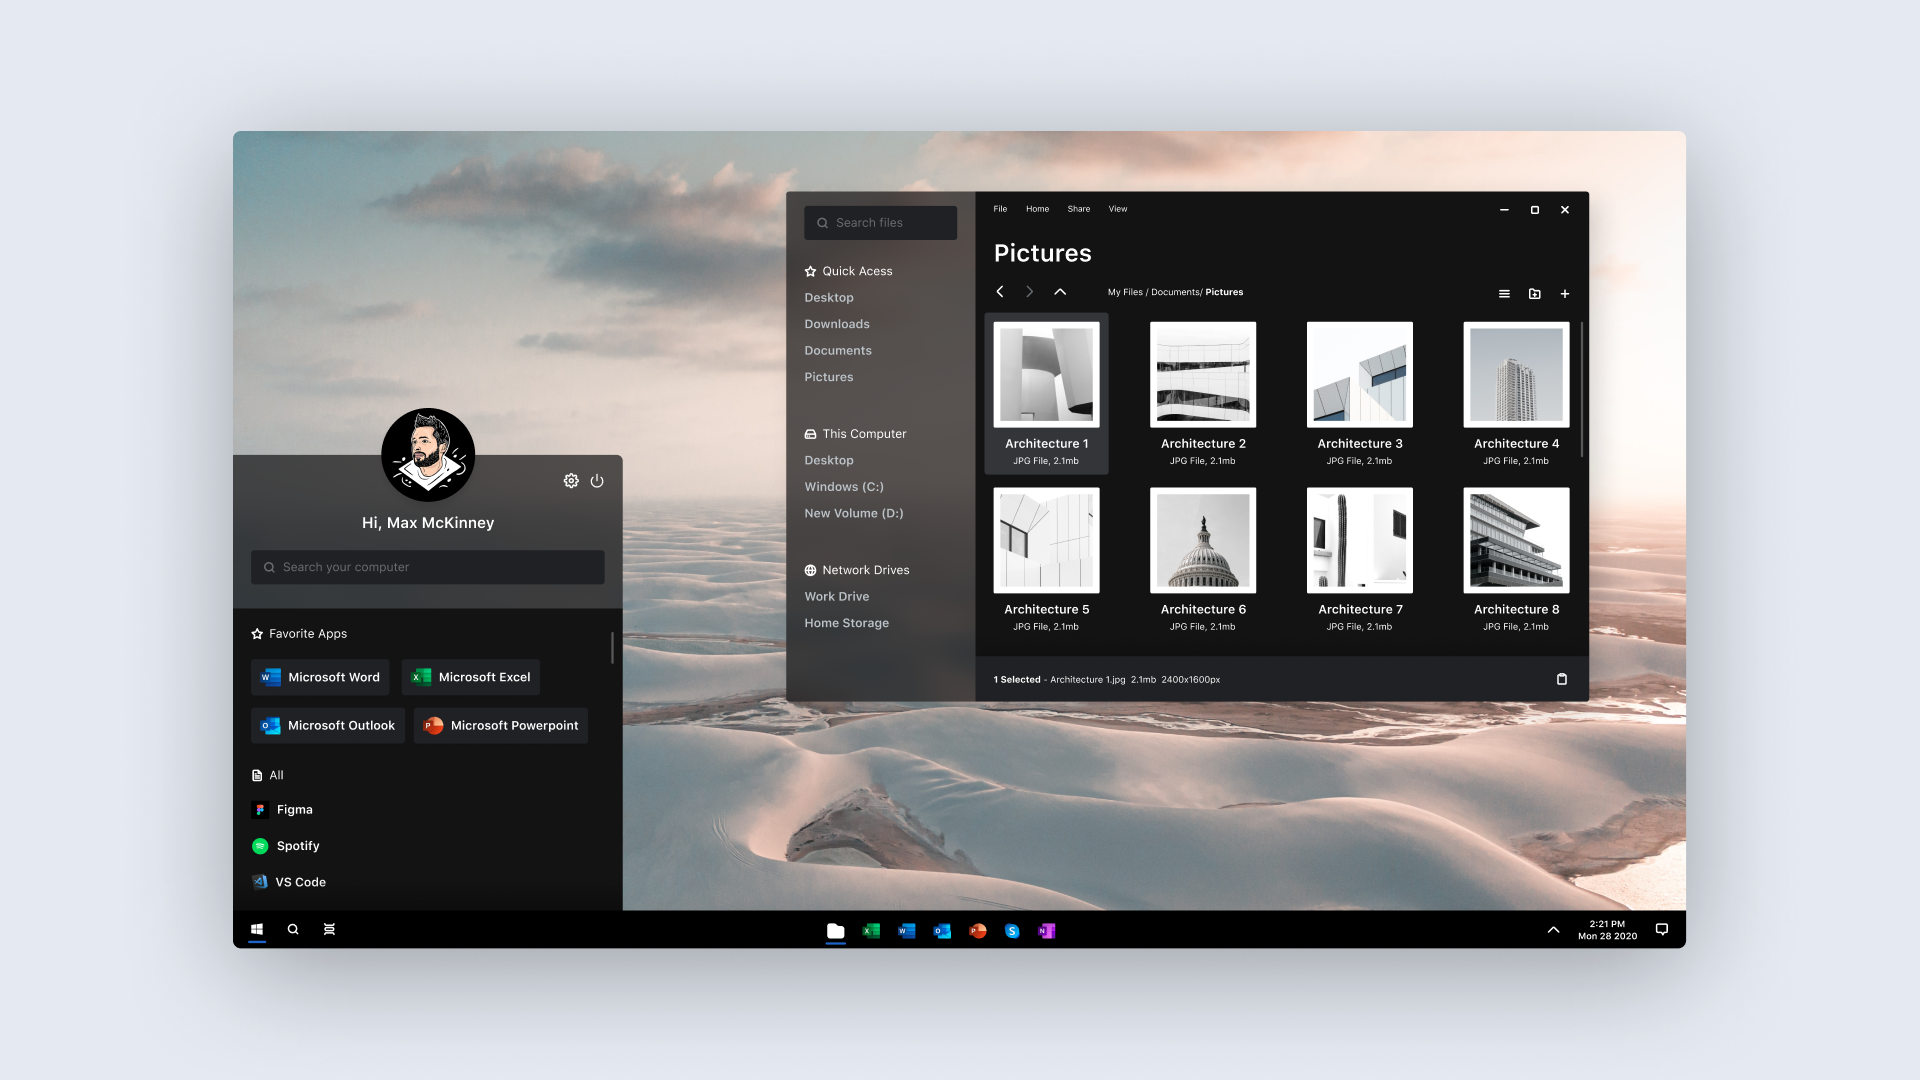 Search files
Quick Acess
Desktop
Downloads
Documents
Pictures
This Computer
Desktop
Windows (C:)
New Volume (D:)
Network Drives
Work Drive
Home Storage
File Home Share View
Pictures
My Files / Documents/ Pictures
Architecture 1
JPG File, 2.1mb
Architecture 2
JPG File, 2.1mb
Architecture 3
JPG File, 2.1mb
Architecture 4
JPG File, 2.1mb
Architecture 5
JPG File, 2.1mb
Architecture 6
JPG File, 2.1mb
Architecture 7
JPG File, 2.1mb
Architecture 8
JPG File, 2.1mb
1 Selected - Architecture 1.jpg 2.1mb 2400x1600px
Hi, Max McKinney
Search your computer
Favorite Apps
W Microsoft Word
X Microsoft Excel
O Microsoft Outlook
P Microsoft Powerpoint
All
Figma
Spotify
VS Code
X W O P S N
2:21 PM
Mon 28 2020